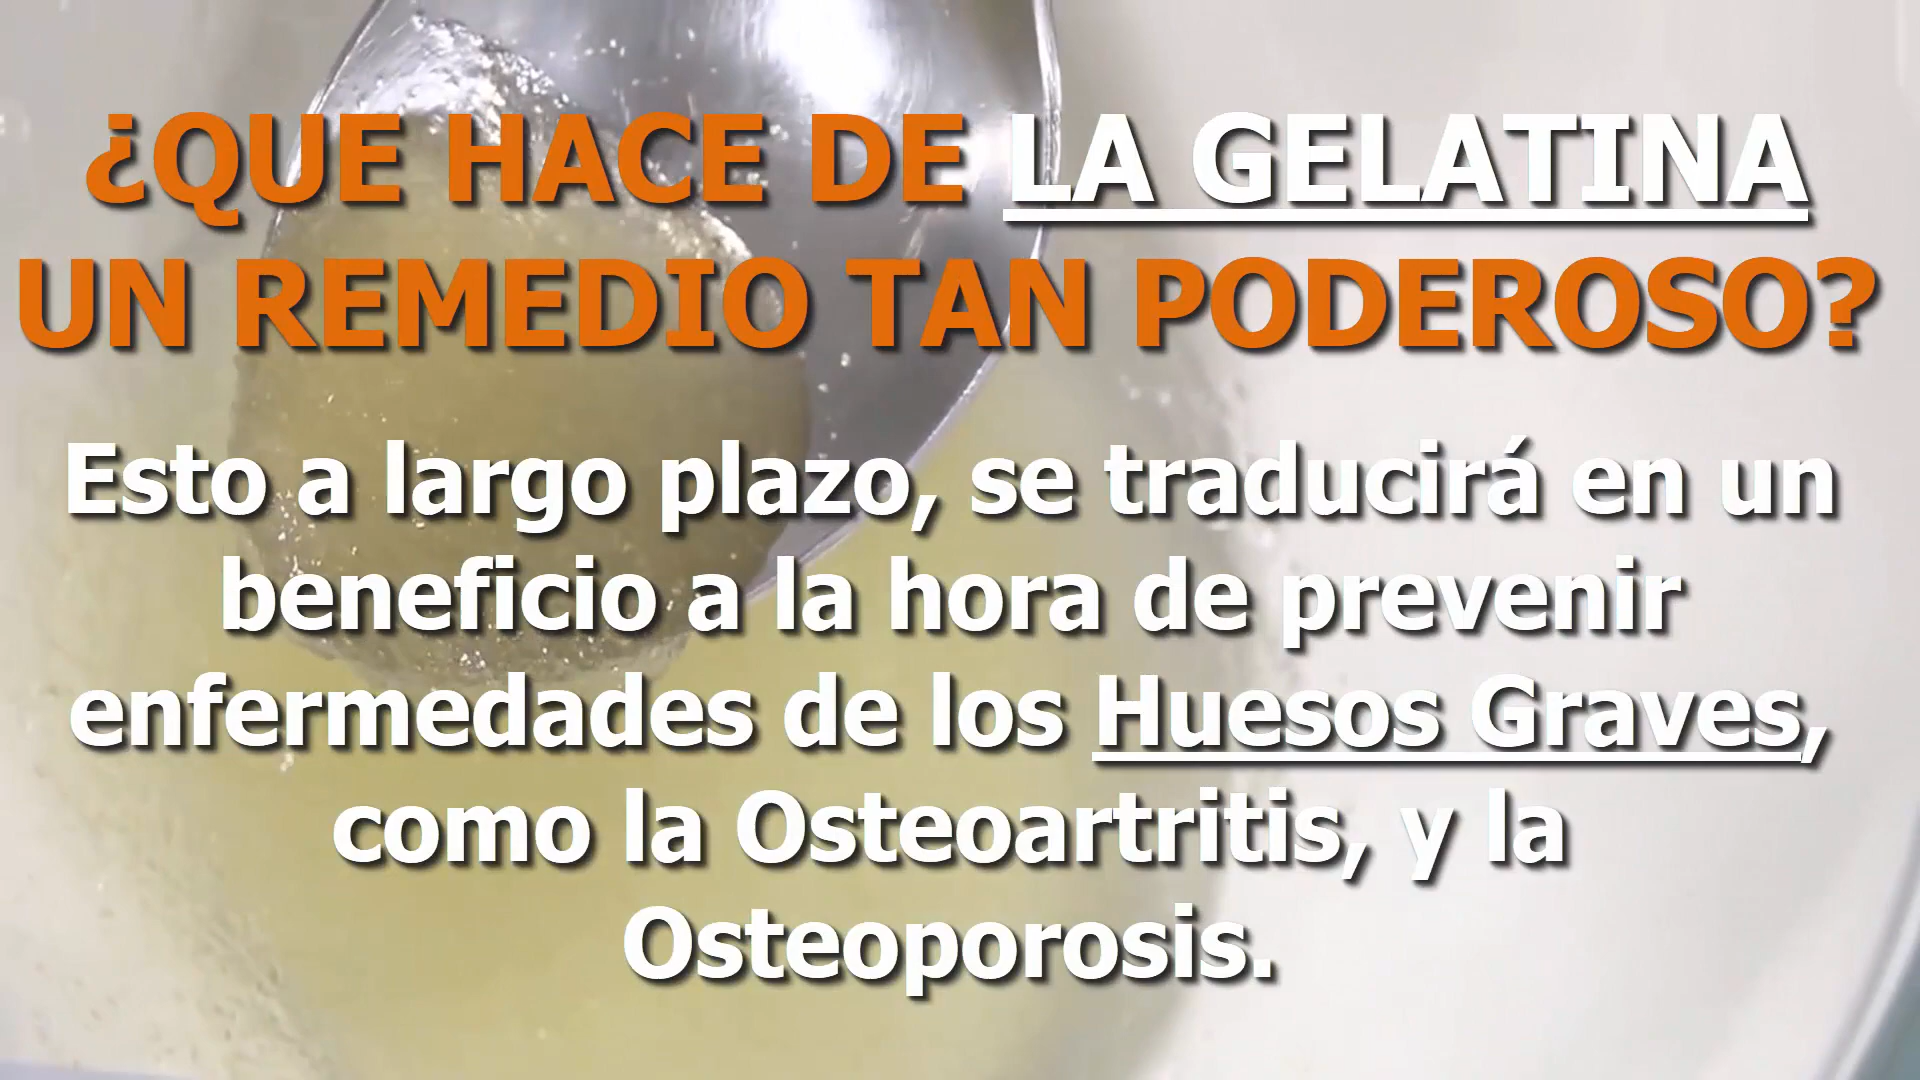 ¿QUE HACE DE LA GELATINA
UN REMEDIO TAN PODEROSO?
Esto a largo plazo, se traducirá en un
beneficio a la hora de prevenir
enfermedades de los Huesos Graves,
como la Osteoartritis, y la
Osteoporosis.